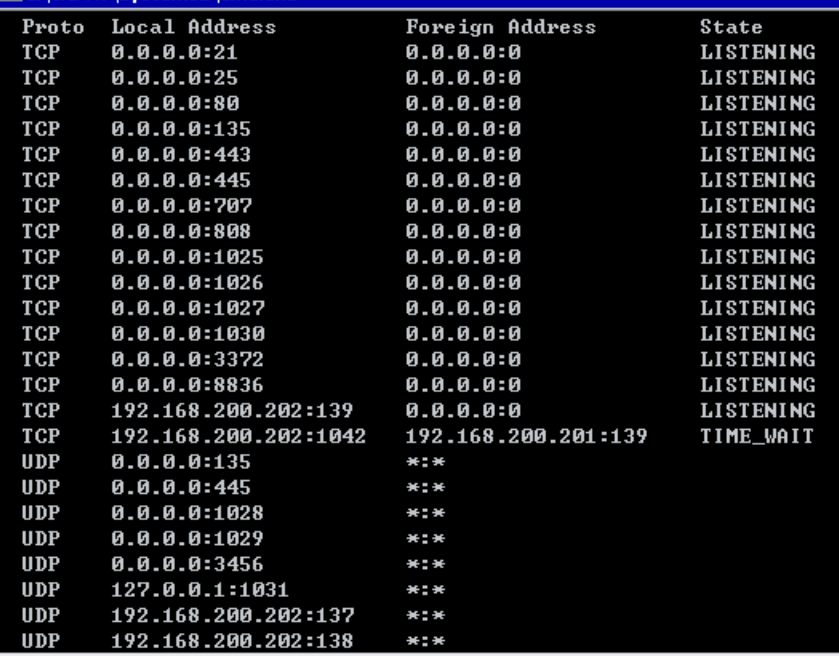 Proto Local Address Foreign Address State
TCP 0.0.0.0:21 0.0.0.0:0 LISTENING
TCP 0.0.0.0:25 0.0.0.0:0 LISTENING
TCP 0.0.0.0:80 0.0.0.0:0 LISTENING
TCP 0.0.0.0:135 0.0.0.0:0 LISTENING
TCP 0.0.0.0:443 0.0.0.0:0 LISTENING
TCP 0.0.0.0:445 0.0.0.0:0 LISTENING
TCP 0.0.0.0:707 0.0.0.0:0 LISTENING
TCP 0.0.0.0:808 0.0.0.0:0 LISTENING
TCP 0.0.0.0:1025 0.0.0.0:0 LISTENING
TCP 0.0.0.0:1026 0.0.0.0:0 LISTENING
TCP 0.0.0.0:1027 0.0.0.0:0 LISTENING
TCP 0.0.0.0:1030 0.0.0.0:0 LISTENING
TCP 0.0.0.0:3372 0.0.0.0:0 LISTENING
TCP 0.0.0.0:8836 0.0.0.0:0 LISTENING
TCP 192.168.200.202:139 0.0.0.0:0 LISTENING
TCP 192.168.200.202:1042 192.168.200.201:139 TIME_WAIT
UDP 0.0.0.0:135 *:*
UDP 0.0.0.0:445 *:*
UDP 0.0.0.0:1028 *:*
UDP 0.0.0.0:1029 *:*
UDP 0.0.0.0:3456 *:*
UDP 127.0.0.1:1031 *:*
UDP 192.168.200.202:137 *:*
UDP 192.168.200.202:138 *:*